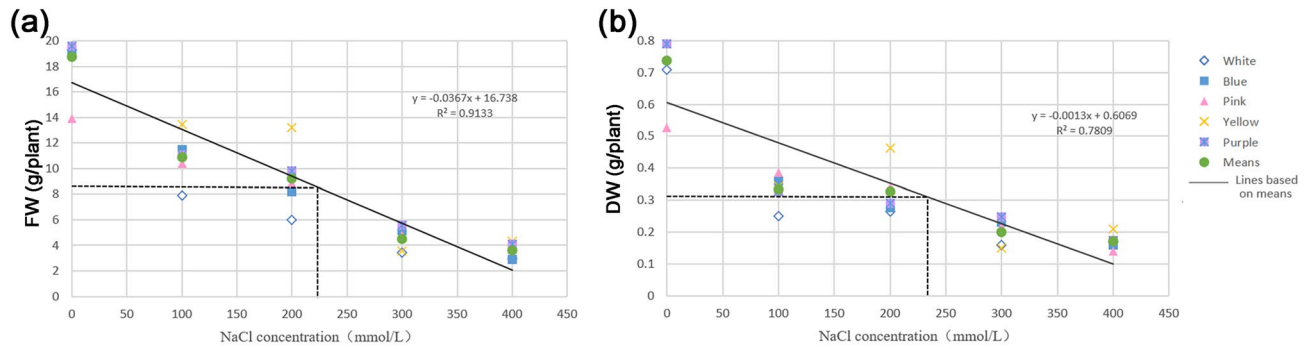 (a)
FW (g/plant)
20
18
16
14
12
10
8
6
4
2
0
y = -0.0367x + 16.738
R² = 0.9133
0 50 100 150 200 250 300 350 400 450
NaCl concentration（mmol/L）
(b)
DW (g/plant)
0.8
0.7
0.6
0.5
0.4
0.3
0.2
0.1
0
y = -0.0013x + 0.6069
R² = 0.7809
0 50 100 150 200 250 300 350 400 450
NaCl concentration（mmol/L）
White
Blue
Pink
Yellow
Purple
Means
Lines based
on means